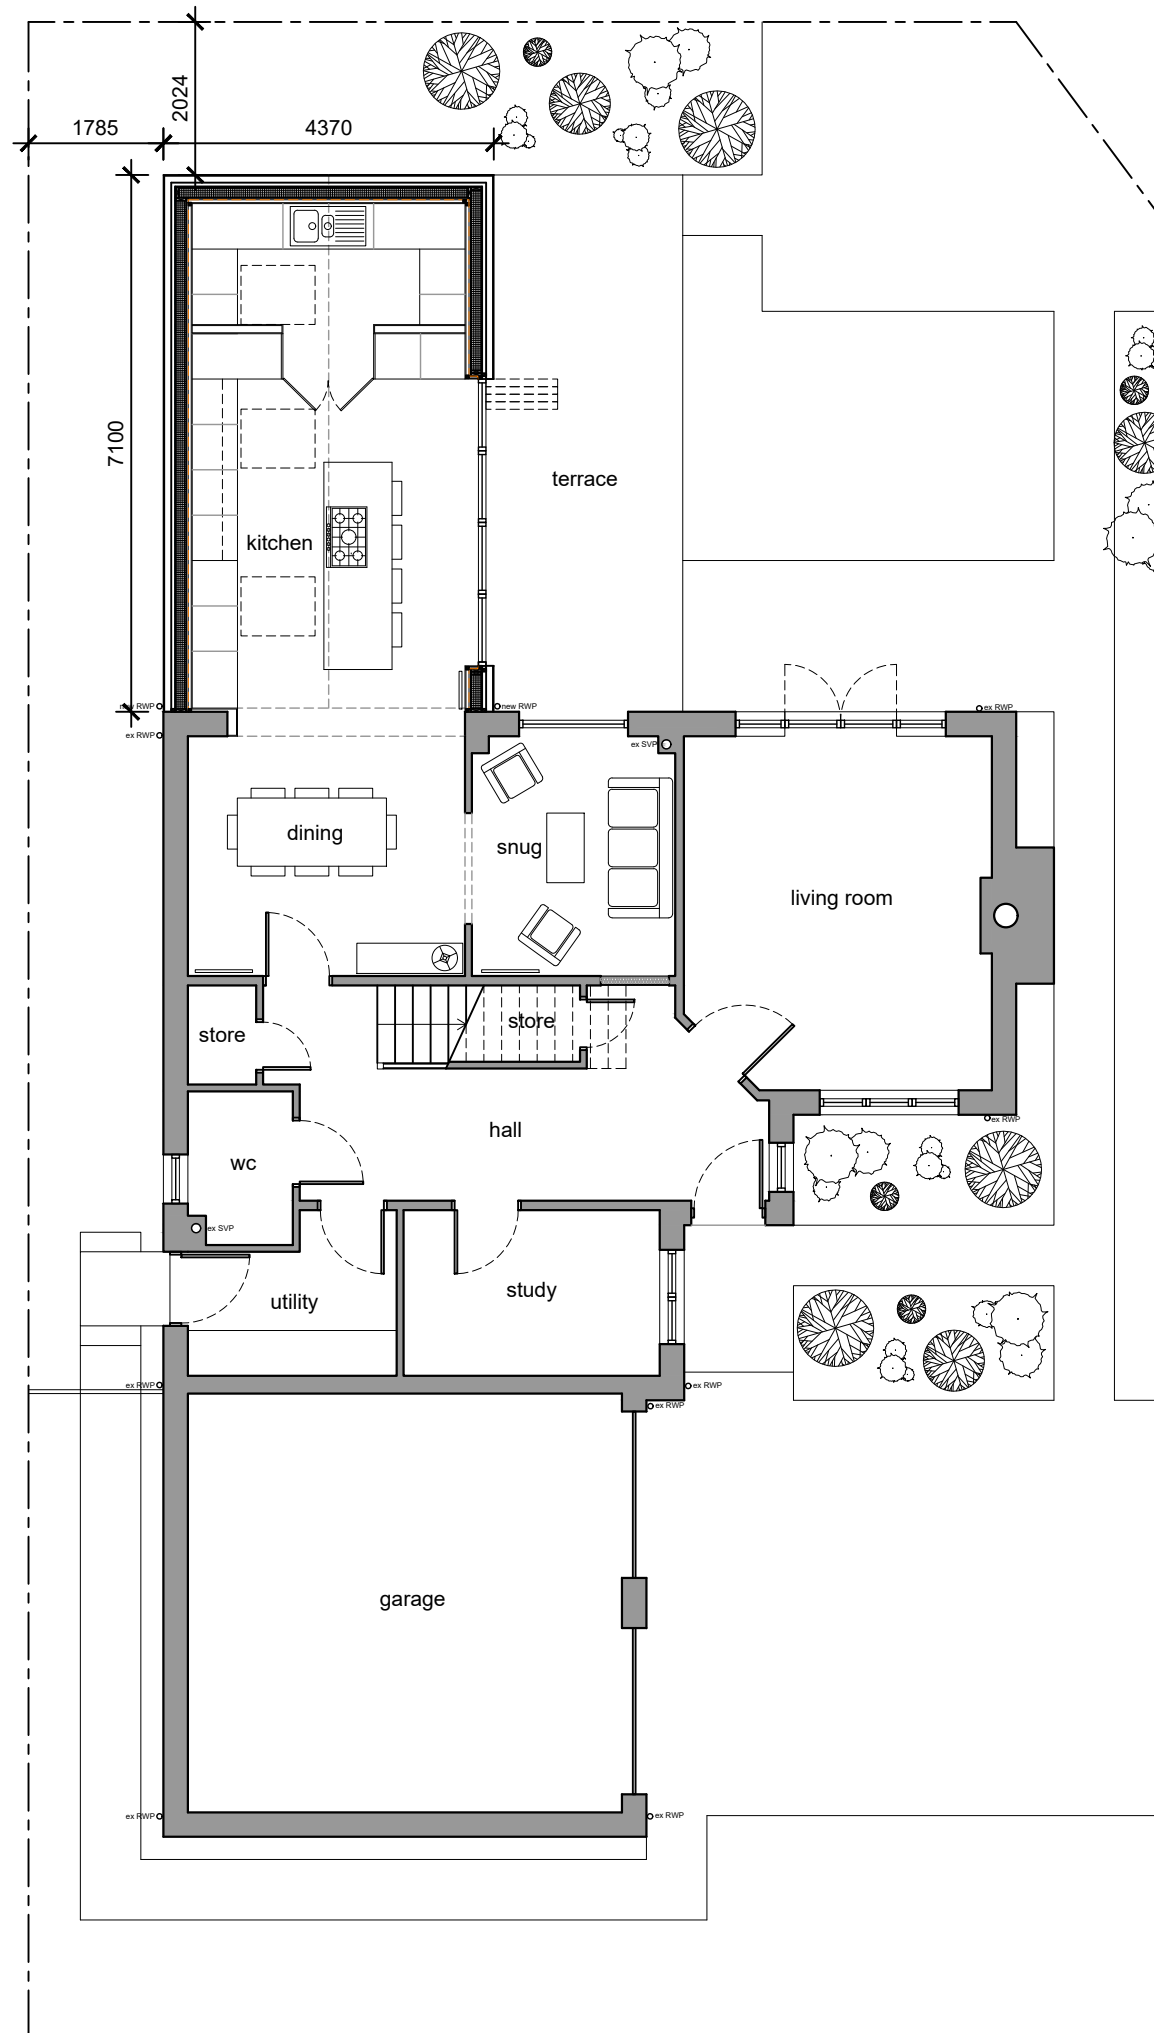 2024
1785
4370
7100
terrace
kitchen
new RWP
new RWP
ex RWP
ex RWP
ex SVP
dining
snug
living room
store
store
hall
ex RWP
wc
ex SVP
utility
study
ex RWP
ex RWP
ex RWP
garage
ex RWP
ex RWP